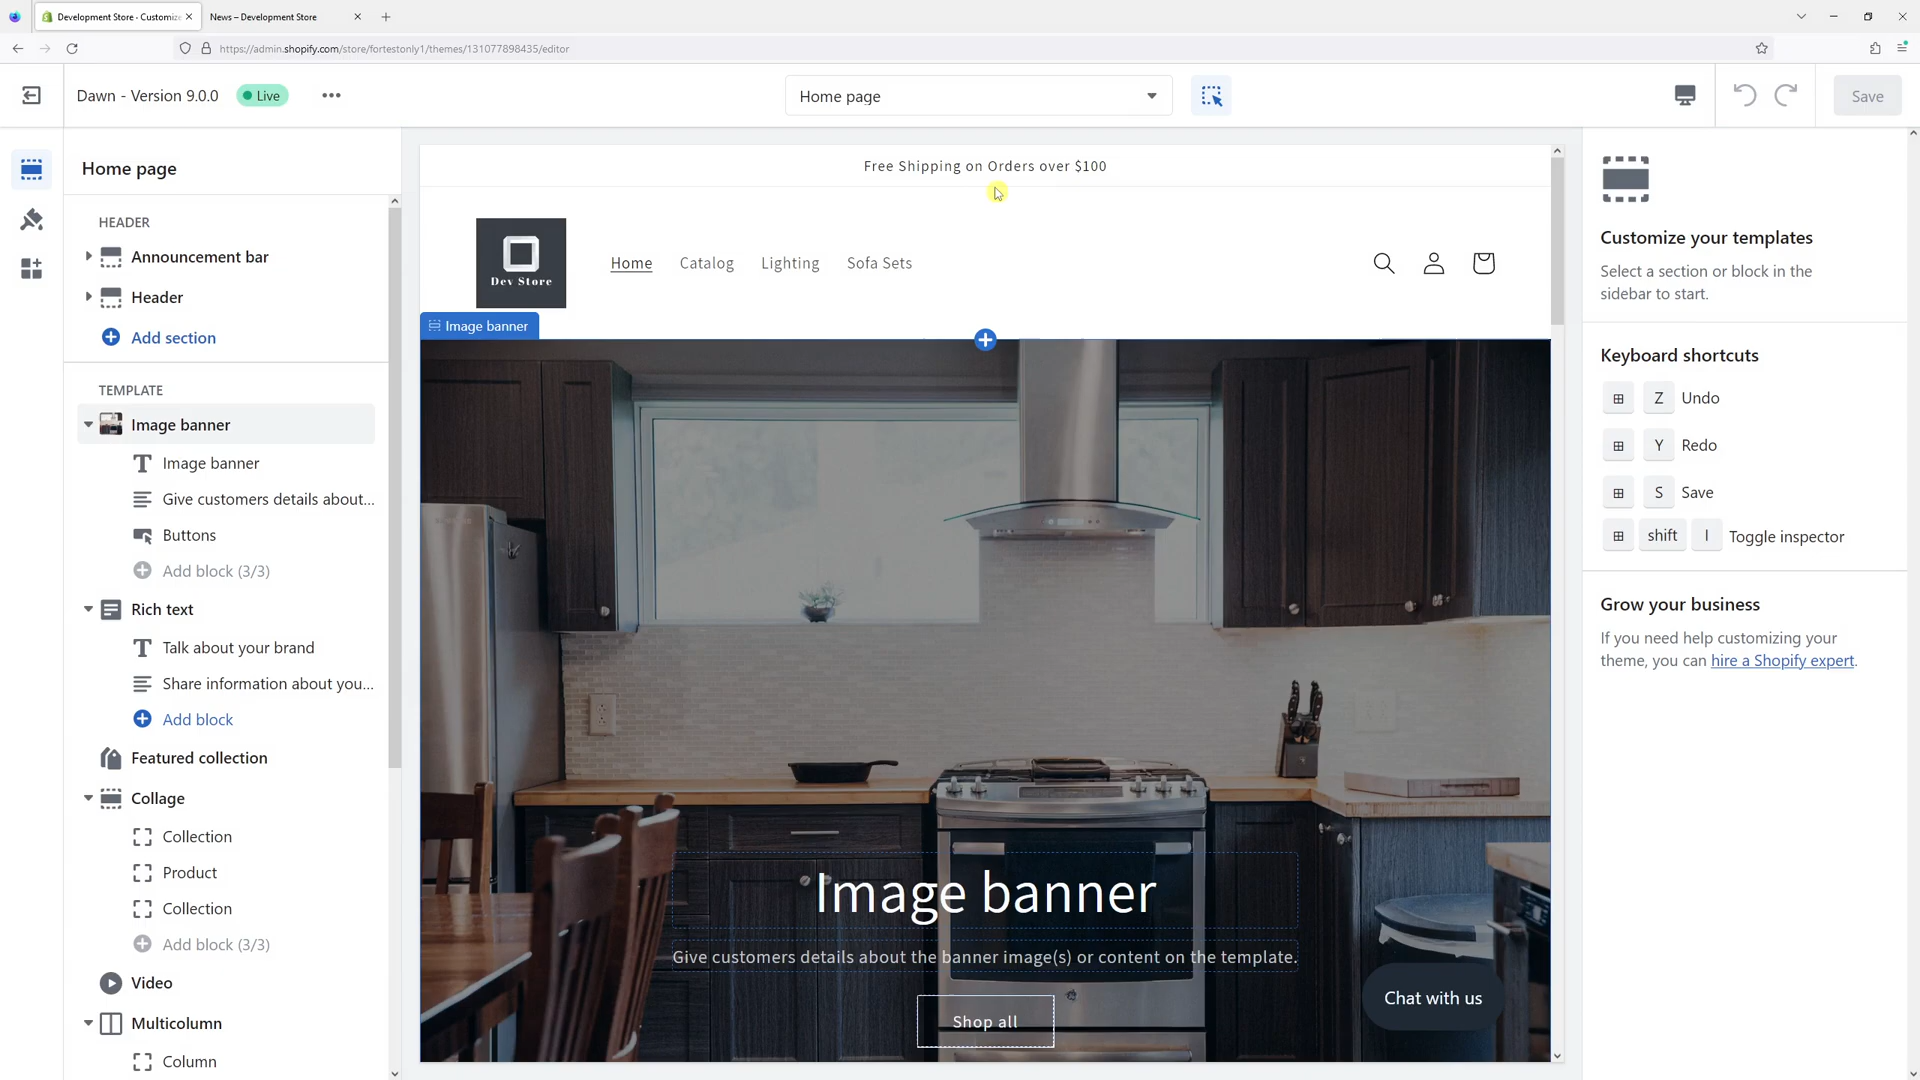 Development Store · Customize
News – Development Store
https://admin.shopify.com/store/fortestonly1/themes/131077898435/editor
Dawn - Version 9.0.0
Live
Home page
Save
Home page
HEADER
Announcement bar
Header
Add section
TEMPLATE
Image banner
Image banner
Give customers details about...
Buttons
Add block (3/3)
Rich text
Talk about your brand
Share information about you...
Add block
Featured collection
Collage
Collection
Product
Collection
Add block (3/3)
Video
Multicolumn
Column
Free Shipping on Orders over $100
Dev Store
Home
Catalog
Lighting
Sofa Sets
Image banner
Image banner
Give customers details about the banner image(s) or content on the template.
Shop all
Chat with us
Customize your templates
Select a section or block in the
sidebar to start.
Keyboard shortcuts
Z Undo
Y Redo
S Save
shift I Toggle inspector
Grow your business
If you need help customizing your
theme, you can hire a Shopify expert.